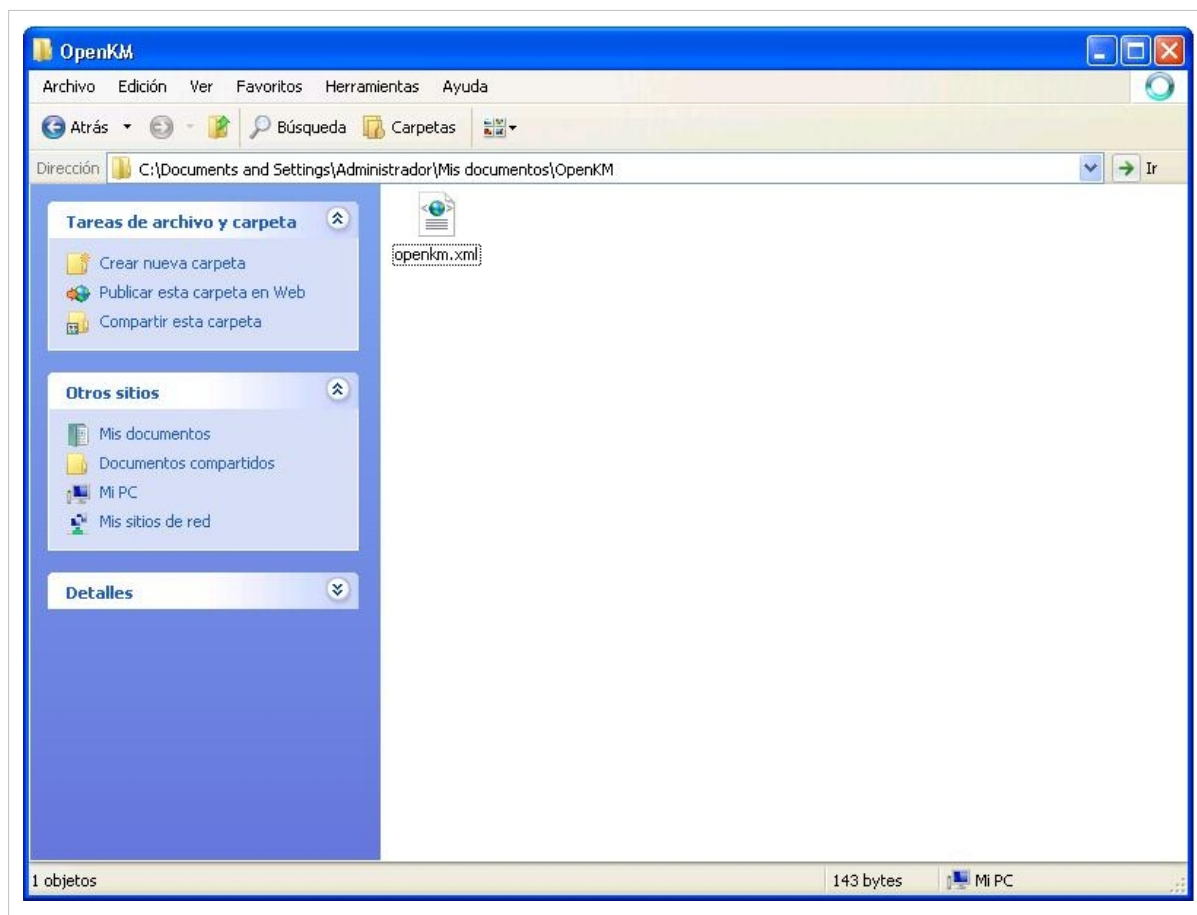 OpenKM
Archivo Edición Ver Favoritos Herramientas Ayuda
Atrás Búsqueda Carpetas
Dirección C:\Documents and Settings\Administrador\Mis documentos\OpenKM Ir
Tareas de archivo y carpeta
Crear nueva carpeta
Publicar esta carpeta en Web
Compartir esta carpeta
Otros sitios
Mis documentos
Documentos compartidos
Mi PC
Mis sitios de red
Detalles
openkm.xml
1 objetos 143 bytes Mi PC